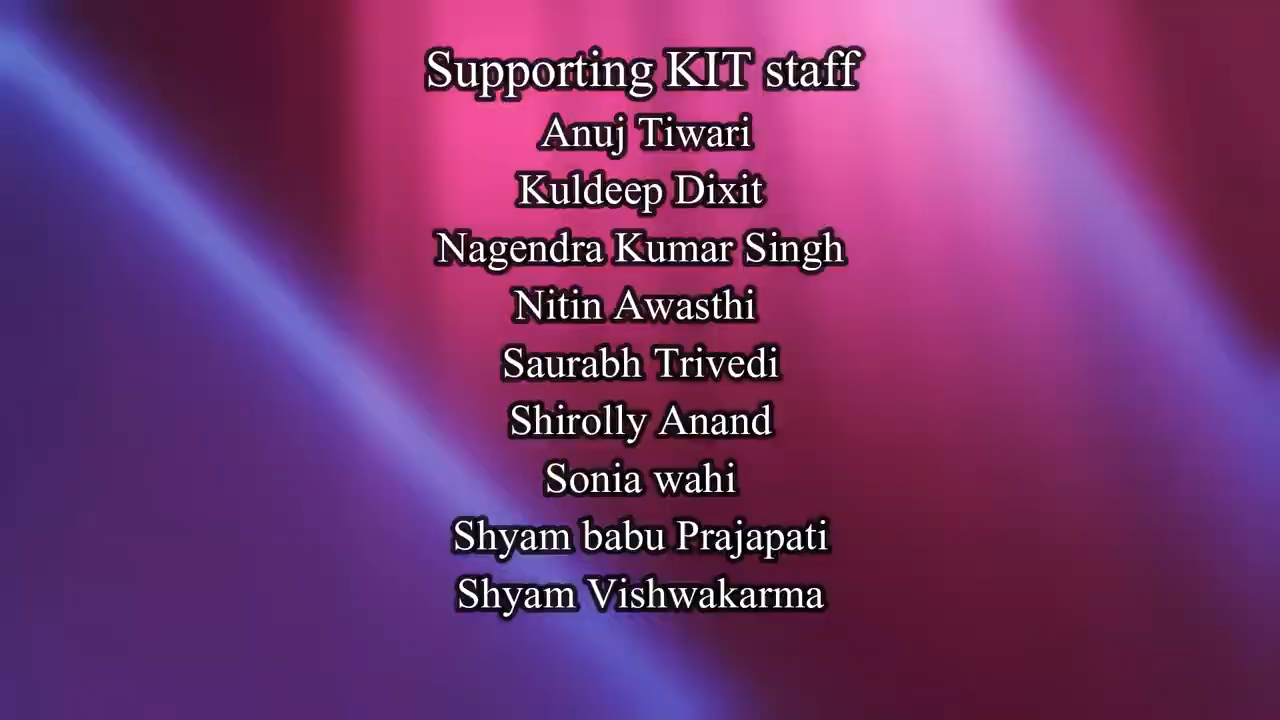 Supporting KIT staff
Anuj Tiwari
Kuldeep Dixit
Nagendra Kumar Singh
Nitin Awasthi
Saurabh Trivedi
Shirolly Anand
Sonia wahi
Shyam babu Prajapati
Shyam Vishwakarma